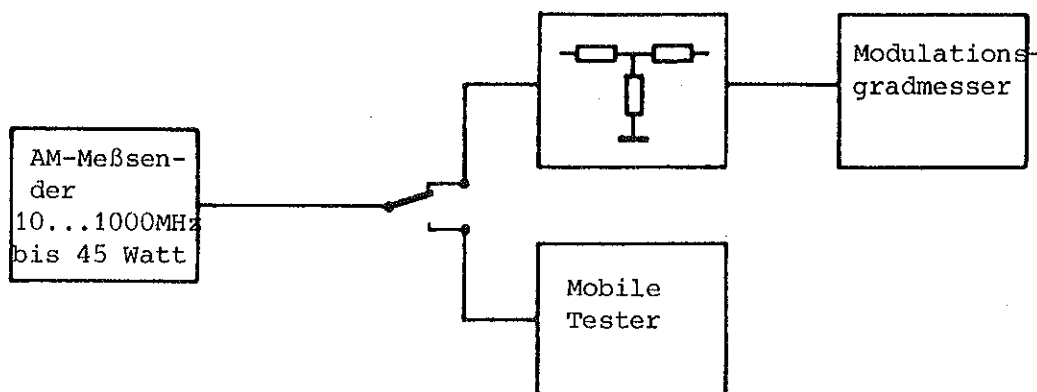 AM-Meßsen-
der
10...1000MHz
bis 45 Watt
Modulations-
gradmesser
Mobile
Tester